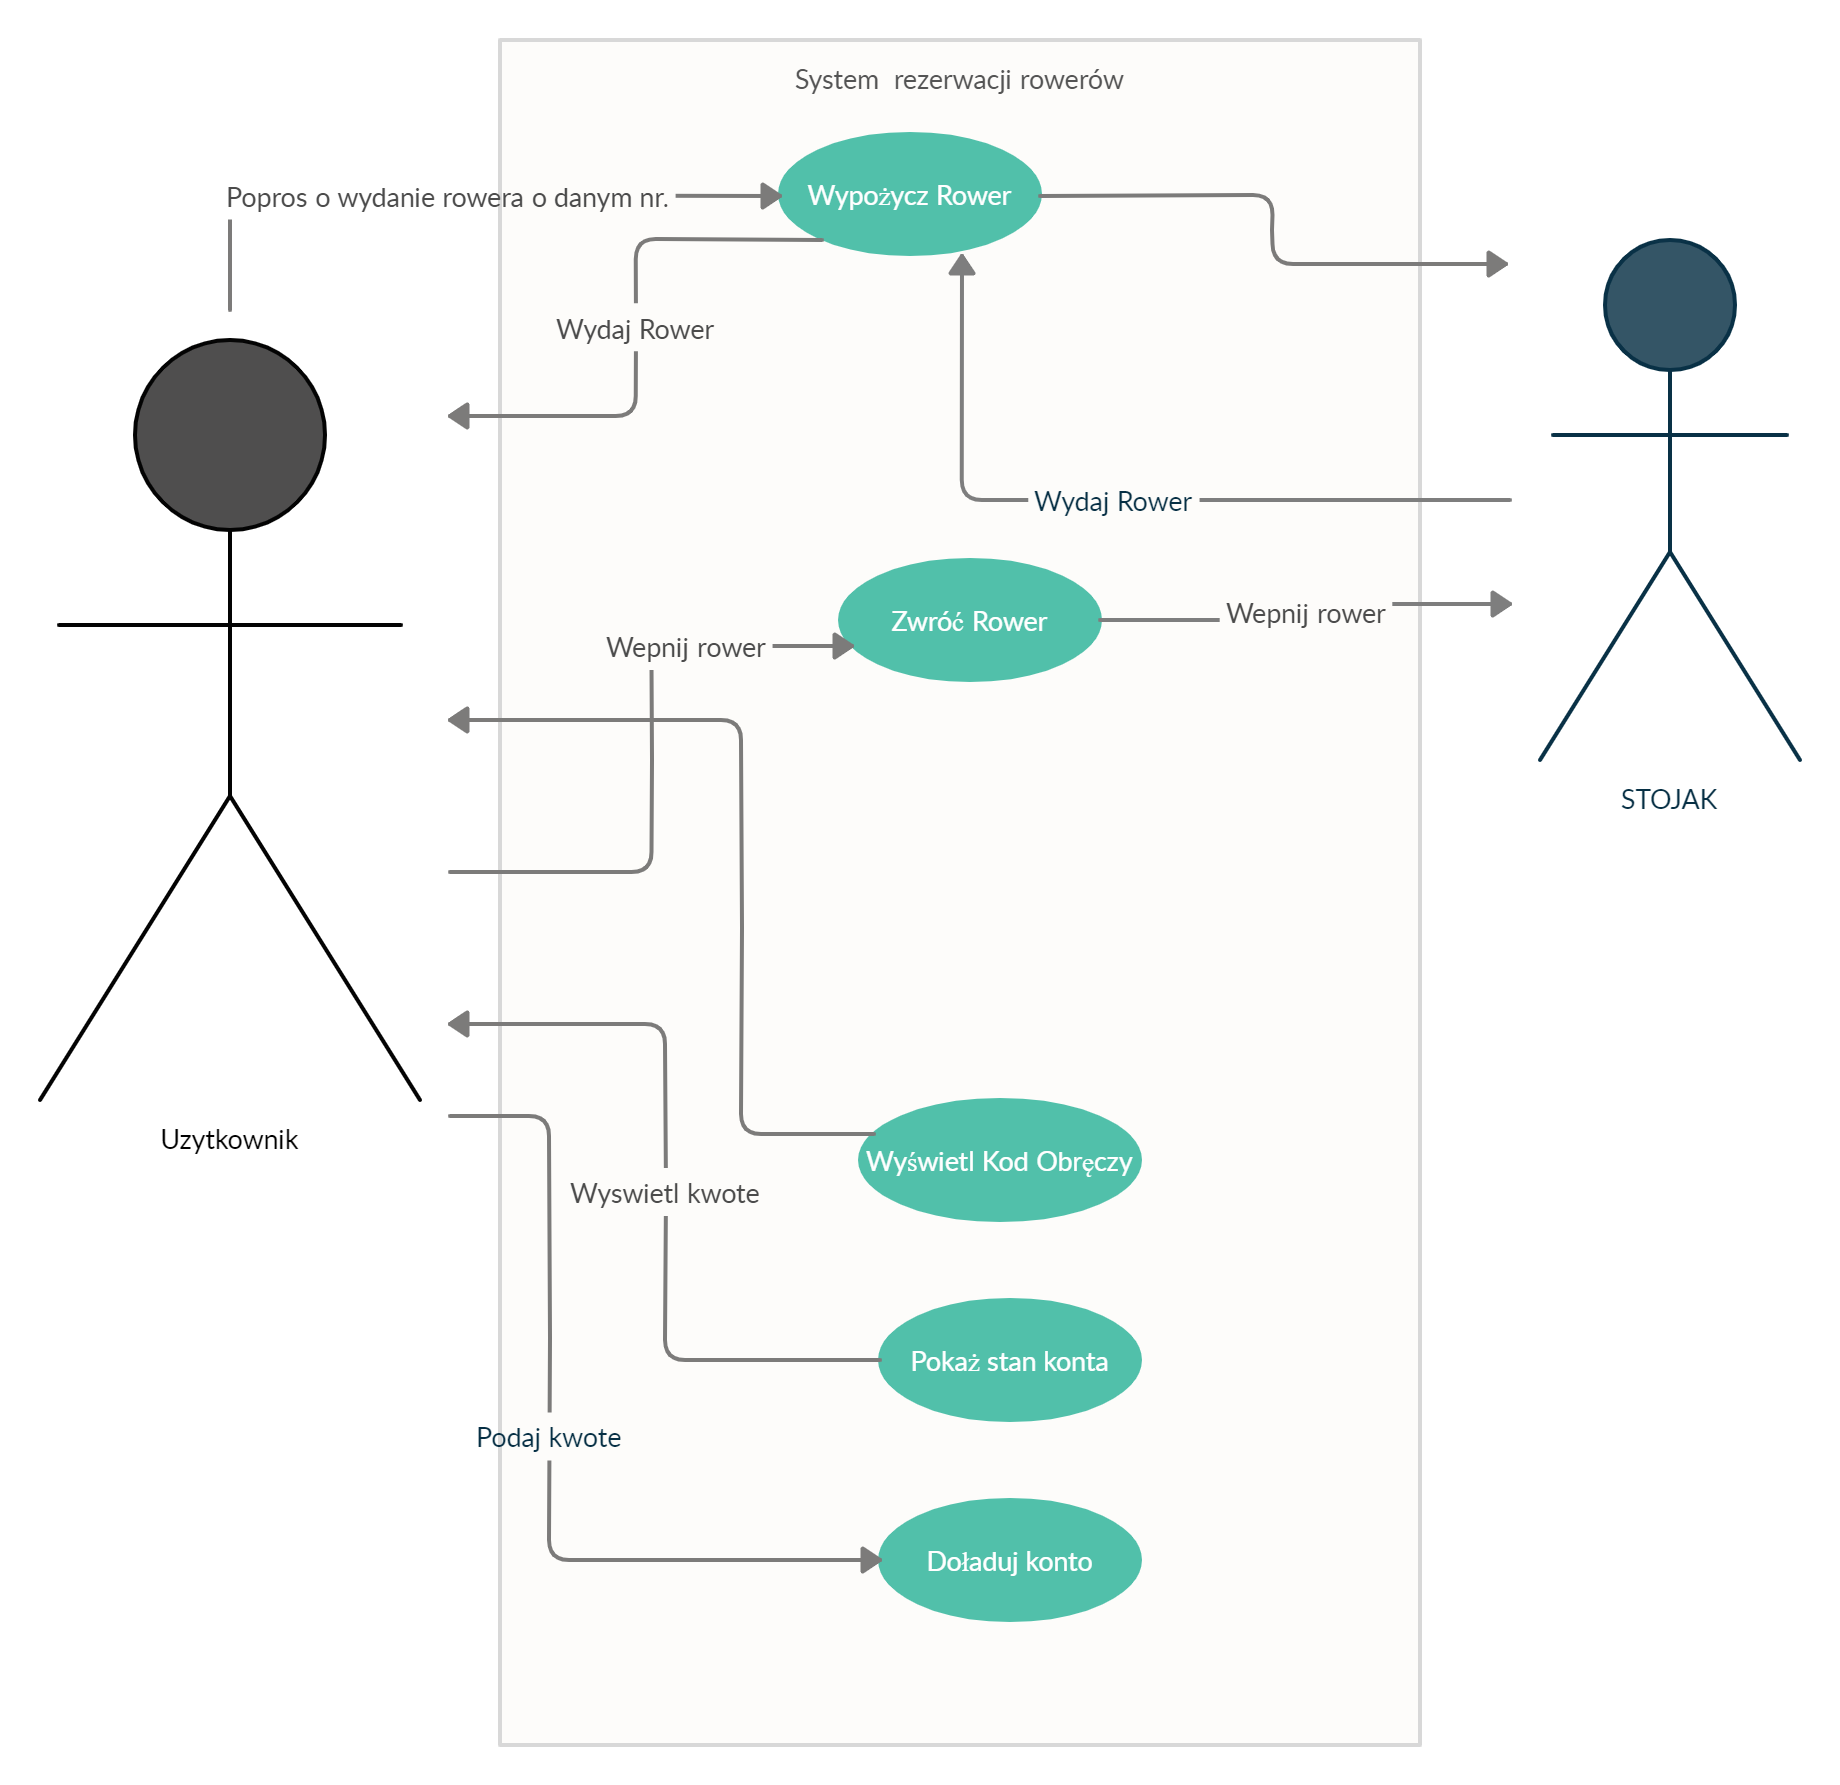 System  rezerwacji rowerów
Popros o wydanie rowera o danym nr.
Wypożycz Rower
Wydaj Rower
Wydaj Rower
Zwróć Rower
Wepnij rower
Wepnij rower
STOJAK
Uzytkownik
Wyświetl Kod Obręczy
Wyswietl kwote
Pokaż stan konta
Podaj kwote
Doładuj konto